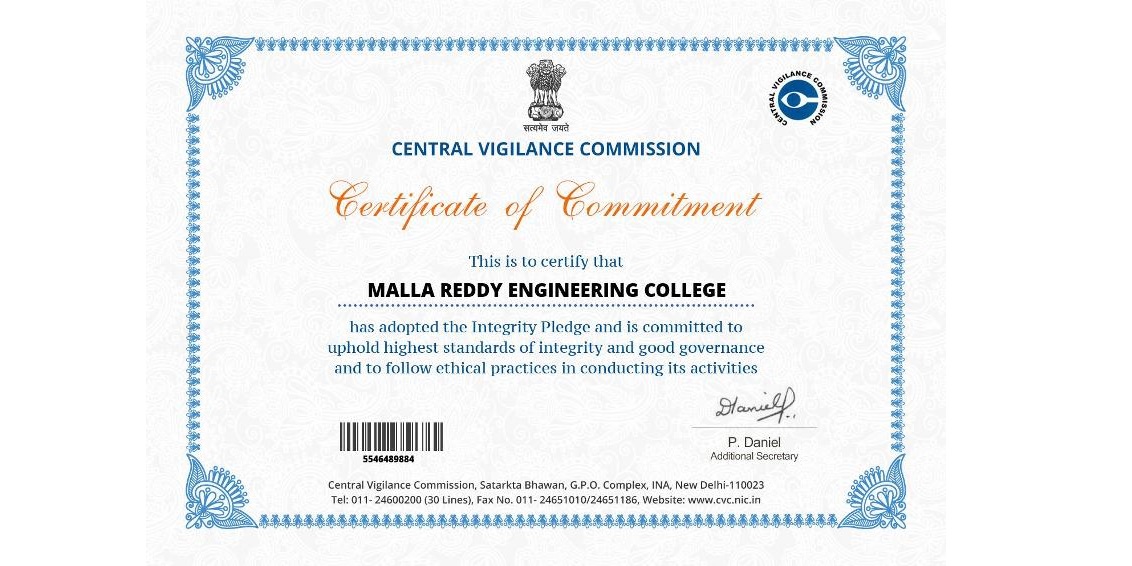 सत्यमेव जयते
CENTRAL VIGILANCE COMMISSION
CENTRAL VIGILANCE COMMISSION
Certificate of Commitment
This is to certify that
MALLA REDDY ENGINEERING COLLEGE
has adopted the Integrity Pledge and is committed to
uphold highest standards of integrity and good governance
and to follow ethical practices in conducting its activities
Daniel P.
P. Daniel
Additional Secretary
5546489884
Central Vigilance Commission, Satarkta Bhawan, G.P.O. Complex, INA, New Delhi-110023
Tel: 011- 24600200 (30 Lines), Fax No. 011- 24651010/24651186, Website: www.cvc.nic.in